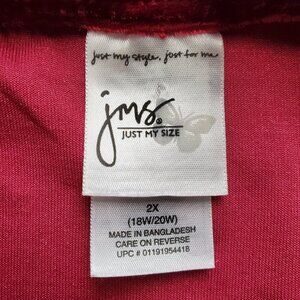 just my style. just for me
jms.
JUST MY SIZE
2X
(18W/20W)
MADE IN BANGLADESH
CARE ON REVERSE
UPC # 01191954418